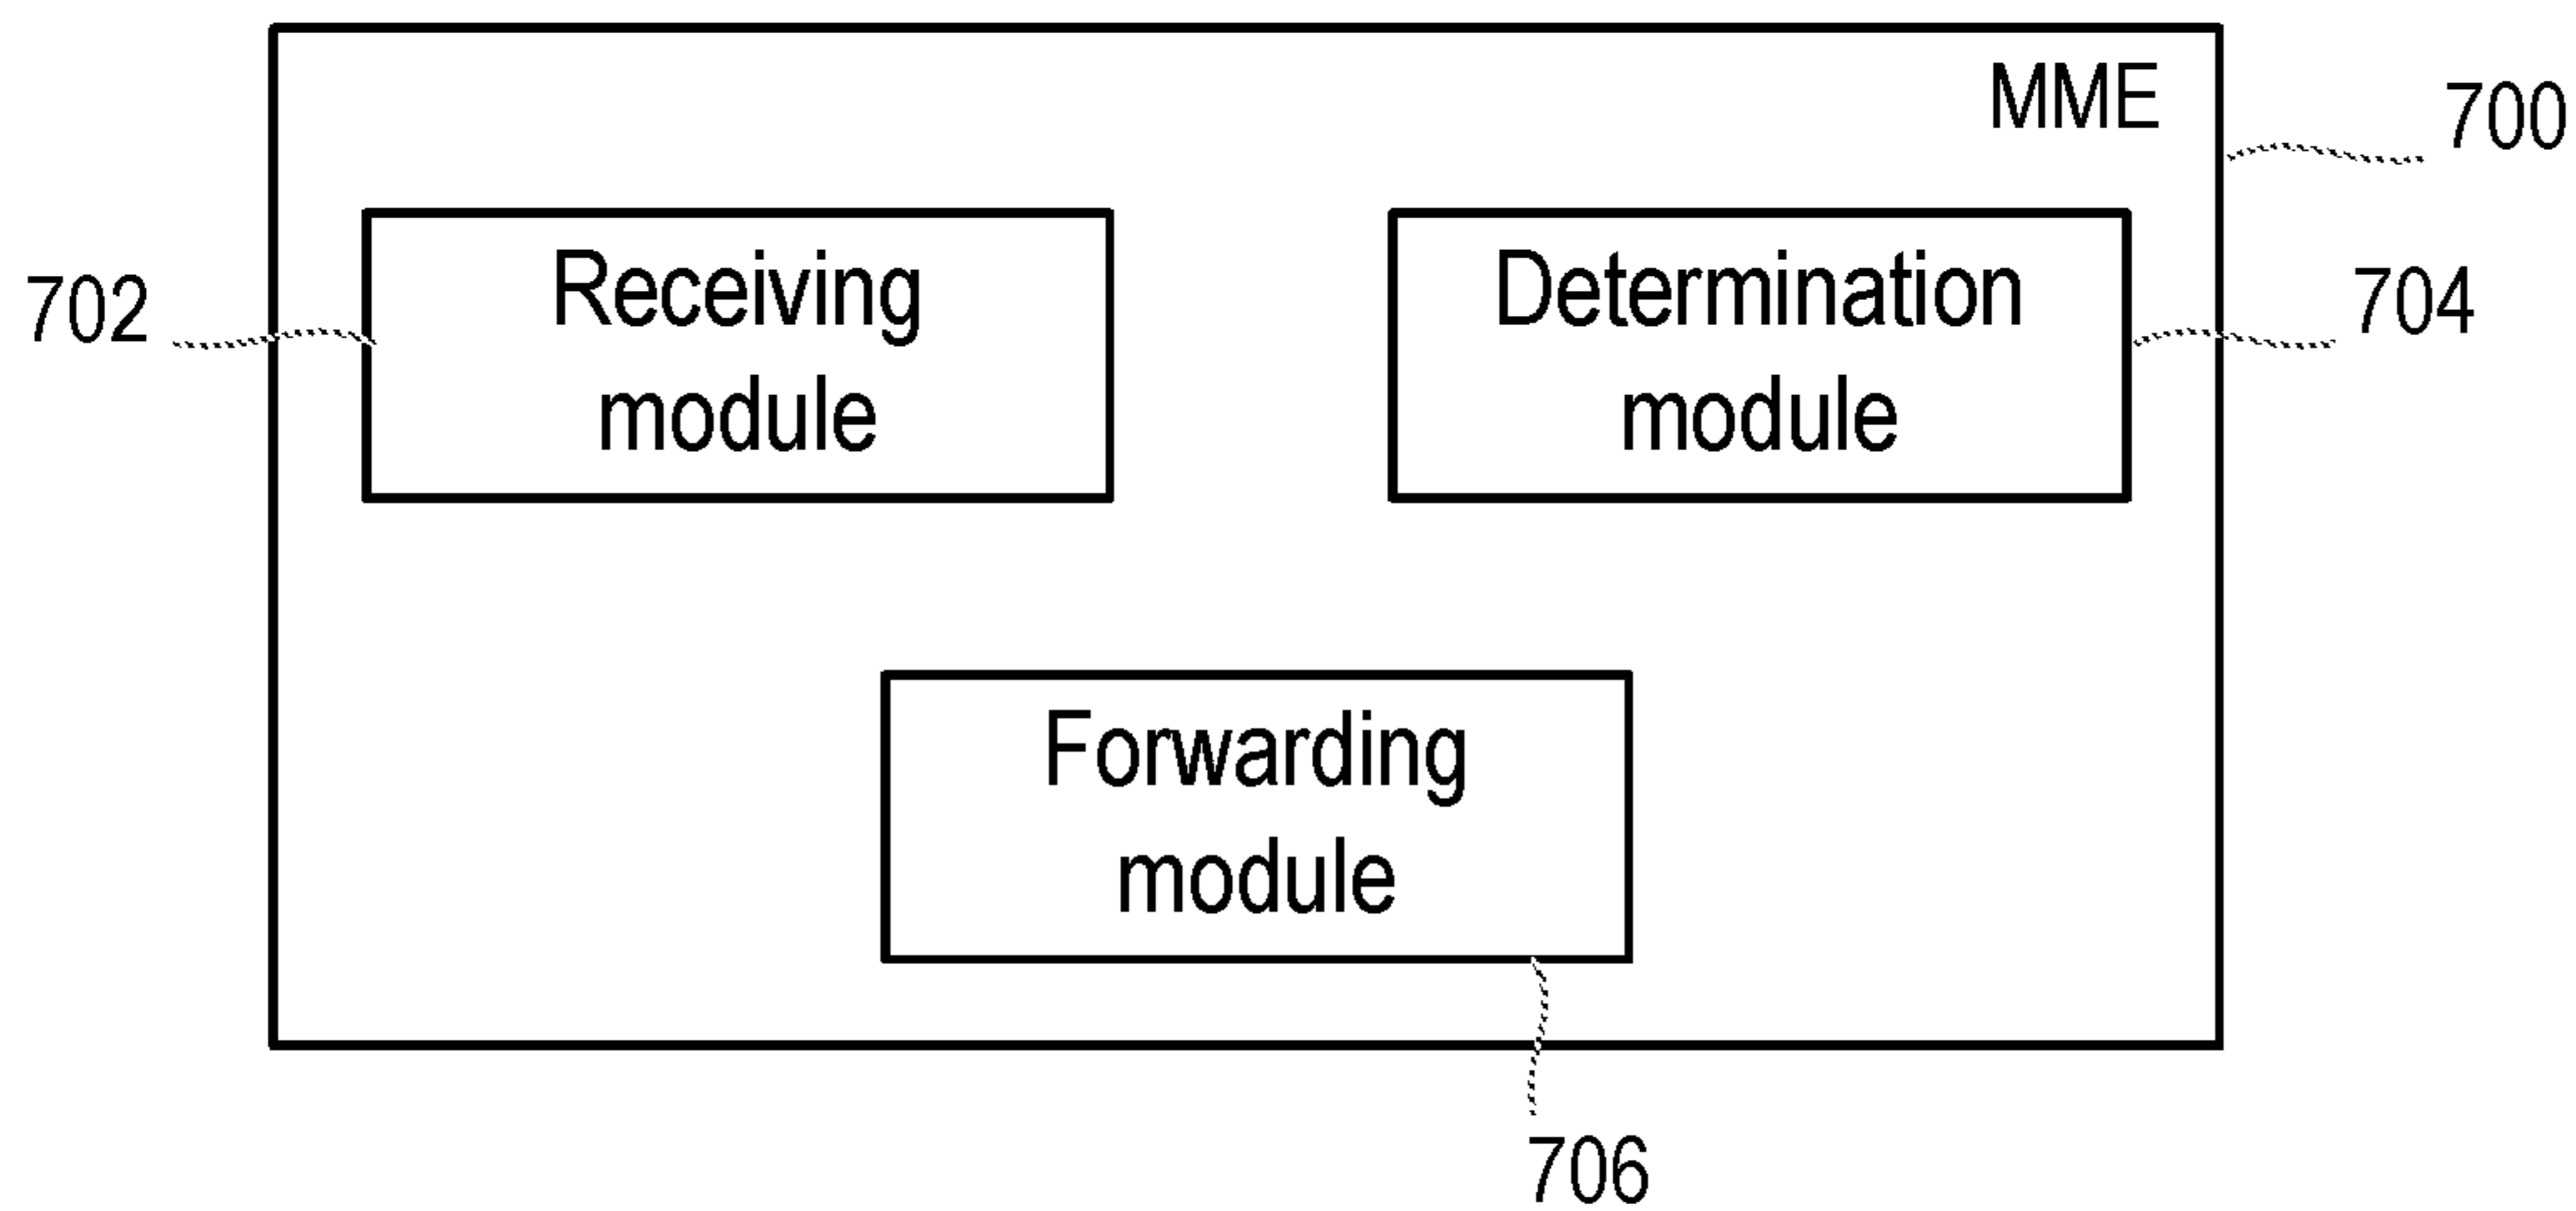 MME
700
702
Receiving
module
Determination
module
704
Forwarding
module
706